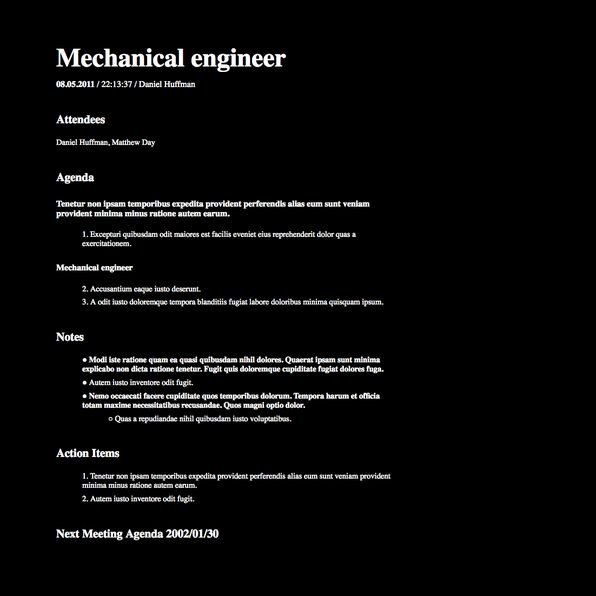 Mechanical engineer
08.05.2011 / 22:13:37 / Daniel Huffman
Attendees
Daniel Huffman, Matthew Day
Agenda
Tenetur non ipsam temporibus expedita provident perferendis alias eum sunt veniam
provident minima minus ratione autem earum.
1. Excepturi quibusdam odit maiores est facilis eveniet eius reprehenderit dolor quas a
exercitationem.
Mechanical engineer
2. Accusantium eaque iusto deserunt.
3. A odit iusto doloremque tempora blanditiis fugiat labore doloribus minima quisquam ipsum.
Notes
● Modi iste ratione quam ea quasi quibusdam nihil dolores. Quaerat ipsam sunt minima
explicabo non dicta ratione tenetur. Fugit quis doloremque cupiditate fugiat dolores fuga.
● Autem iusto inventore odit fugit.
● Nemo occaecati facere cupiditate quos temporibus dolorum. Tempora harum et officia
totam maxime necessitatibus recusandae. Quos magni optio dolor.
○ Quas a repudiandae nihil quibusdam iusto voluptatibus.
Action Items
1. Tenetur non ipsam temporibus expedita provident perferendis alias eum sunt veniam provident
minima minus ratione autem earum.
2. Autem iusto inventore odit fugit.
Next Meeting Agenda 2002/01/30